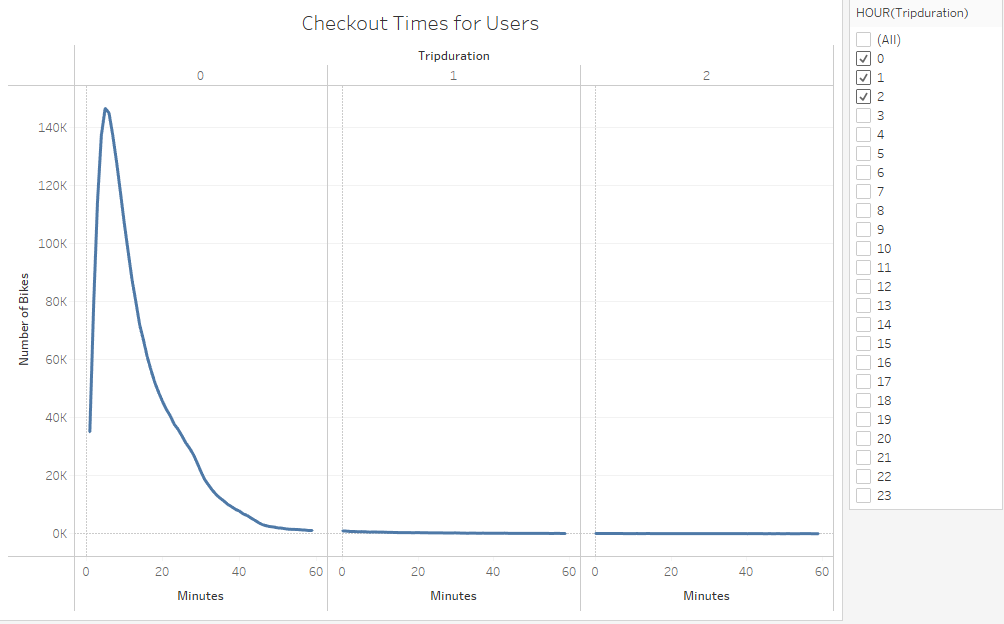 Checkout Times for Users
Tripduration
0 1 2
140K
120K
100K
80K
60K
40K
20K
0K
Number of Bikes
0 20 40 60 0 20 40 60 0 20 40 60
Minutes Minutes Minutes
HOUR(Tripduration)
(All)
0
1
2
3
4
5
6
7
8
9
10
11
12
13
14
15
16
17
18
19
20
21
22
23